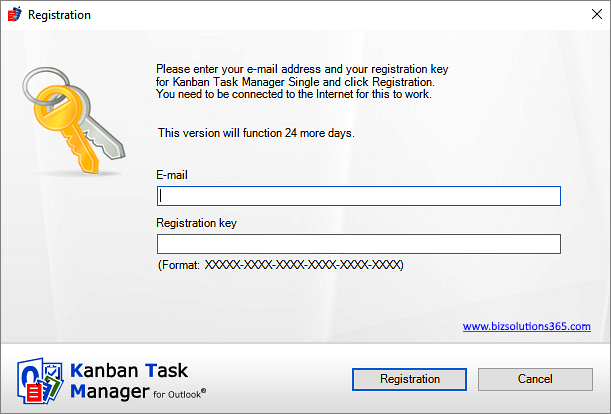 Registration
Please enter your e-mail address and your registration key
for Kanban Task Manager Single and click Registration.
You need to be connected to the Internet for this to work.
This version will function 24 more days.
E-mail
Registration key
(Format: XXXXX-XXXX-XXXX-XXXX-XXXX-XXXX)
www.bizsolutions365.com
Kanban Task
Manager for Outlook®
Registration
Cancel